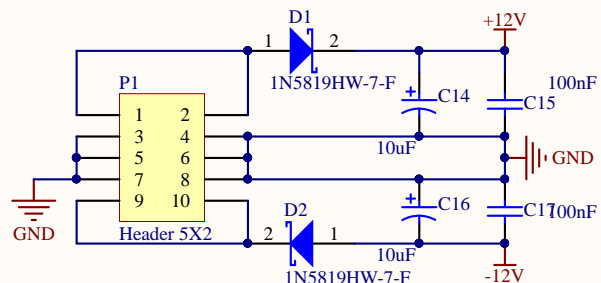 D1
+12V
1
2
1N5819HW-7-F
P1
100nF
C14
C15
1
2
3
4
10uF
5
6
GND
7
8
9
10
C16
C17
100nF
GND
Header 5X2
D2
2
1
10uF
1N5819HW-7-F
-12V